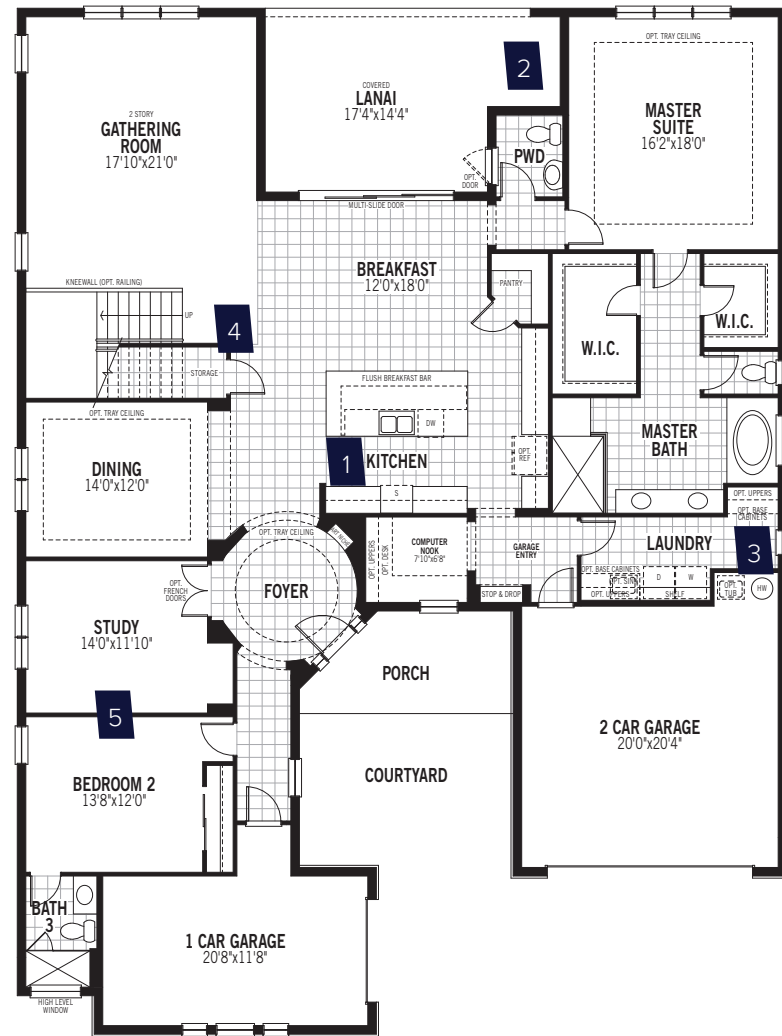 OPT. TRAY CEILING
COVERED
LANAI
17'4"x14'4"
2
2 STORY
GATHERING
ROOM
17'10"x21'0"
MASTER
SUITE
16'2"x18'0"
PWD
OPT.
DOOR
MULTI-SLIDE DOOR
BREAKFAST
12'0"x18'0"
PANTRY
KNEEWALL (OPT. RAILING)
UP
4
STORAGE
W.I.C.
W.I.C.
FLUSH BREAKFAST BAR
DW
OPT. TRAY CEILING
DINING
14'0"x12'0"
1
KITCHEN
OPT.
REF
S
MASTER
BATH
OPT. UPPERS
OPT. BASE
CABINETS
OPT. TRAY CEILING
OPT. UPPERS
OPT. DESK
COMPUTER
NOOK
7'10"x6'8"
GARAGE
ENTRY
LAUNDRY
3
OPT. BASE CABINETS
OPT. SINK
D
W
OPT. UPPERS
SHELF
OPT.
TUB
HW
STOP & DROP
OPT.
FRENCH
DOORS
FOYER
STUDY
14'0"x11'10"
PORCH
5
2 CAR GARAGE
20'0"x20'4"
COURTYARD
BEDROOM 2
13'8"x12'0"
BATH
3
1 CAR GARAGE
20'8"x11'8"
HIGH LEVEL
WINDOW